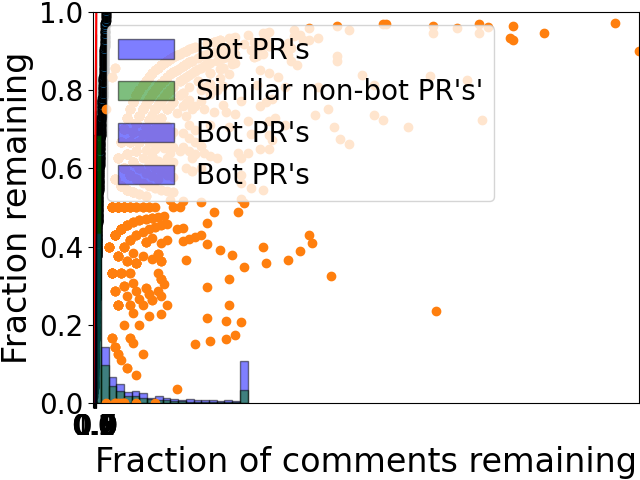 Fraction remaining
1.0
0.8
0.6
0.4
0.2
0.0
Bot PR's
Similar non-bot PR's'
Bot PR's
Bot PR's
Fraction of comments remaining